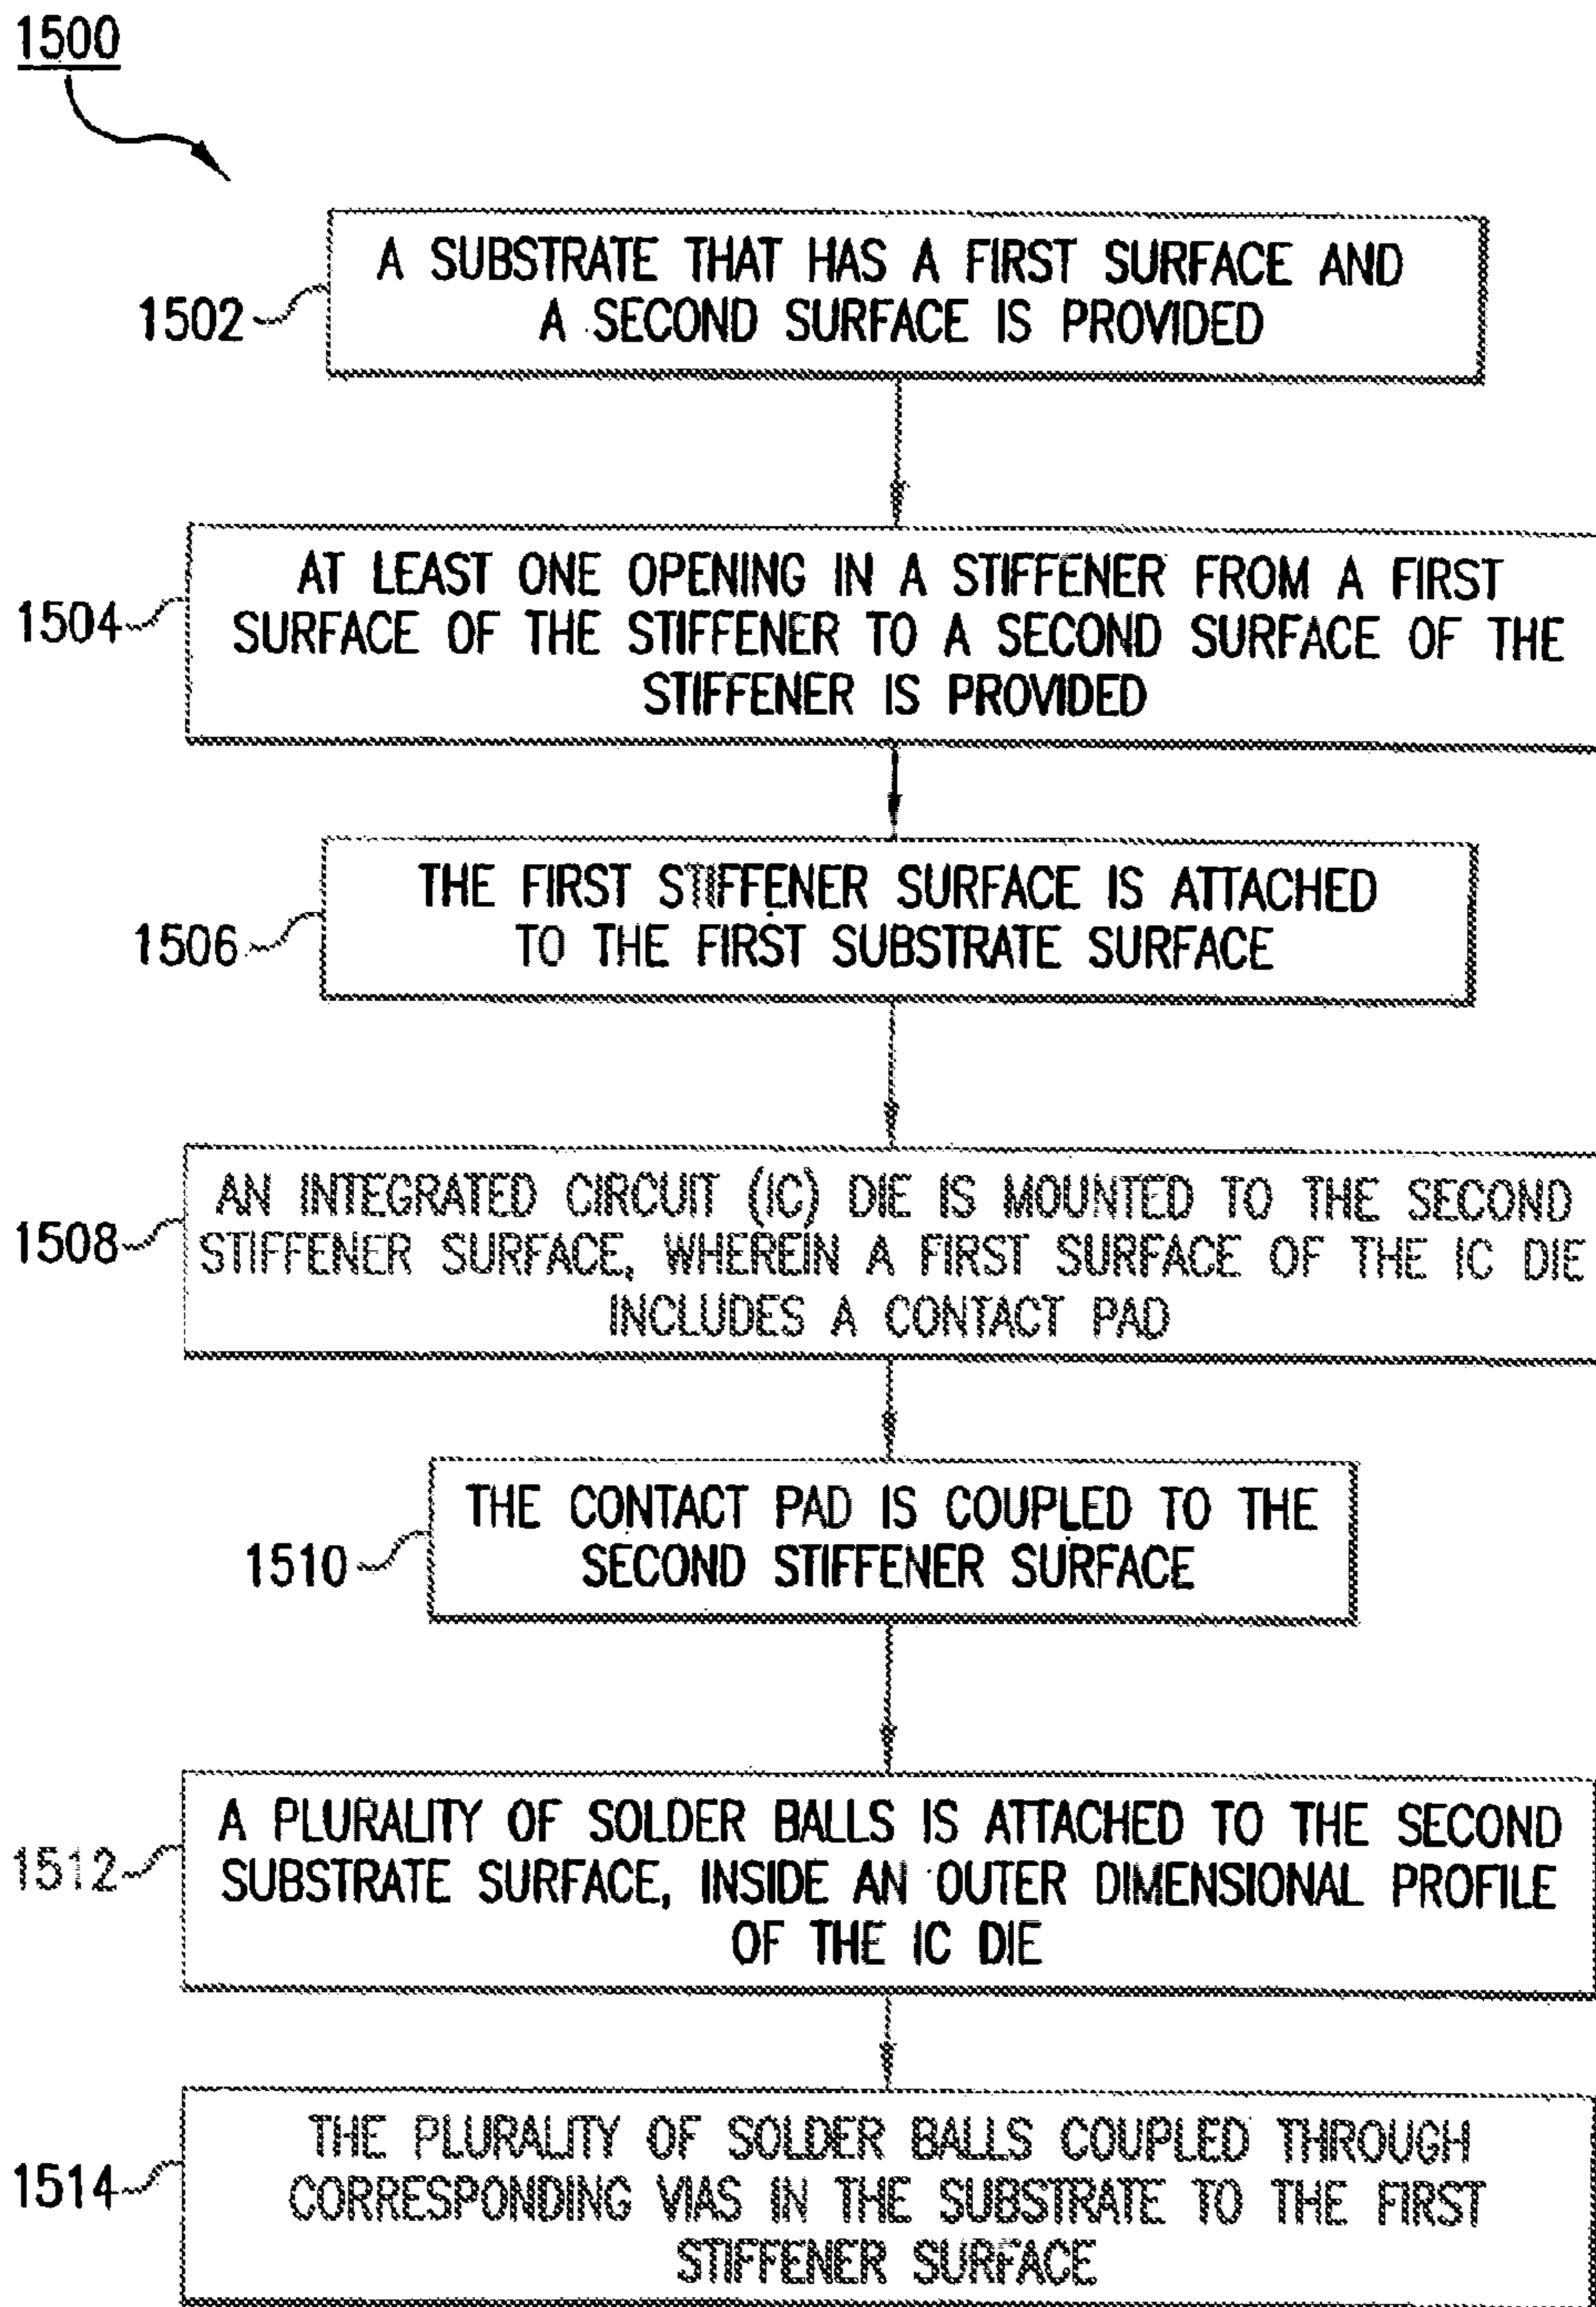 1500
A SUBSTRATE THAT HAS A FIRST SURFACE AND
A SECOND SURFACE IS PROVIDED
1502
AT LEAST ONE OPENING IN A STIFFENER FROM A FIRST
SURFACE OF THE STIFFENER TO A SECOND SURFACE OF THE
STIFFENER IS PROVIDED
1504
THE FIRST STIFFENER SURFACE IS ATTACHED
TO THE FIRST SUBSTRATE SURFACE
1506
AN INTEGRATED CIRCUIT (IC) DIE IS MOUNTED TO THE SECOND
STIFFENER SURFACE, WHEREIN A FIRST SURFACE OF THE IC DIE
INCLUDES A CONTACT PAD
1508
THE CONTACT PAD IS COUPLED TO THE
SECOND STIFFENER SURFACE
1510
A PLURALITY OF SOLDER BALLS IS ATTACHED TO THE SECOND
SUBSTRATE SURFACE, INSIDE AN OUTER DIMENSIONAL PROFILE
OF THE IC DIE
1512
THE PLURALITY OF SOLDER BALLS COUPLED THROUGH
CORRESPONDING VIAS IN THE SUBSTRATE TO THE FIRST
STIFFENER SURFACE
1514